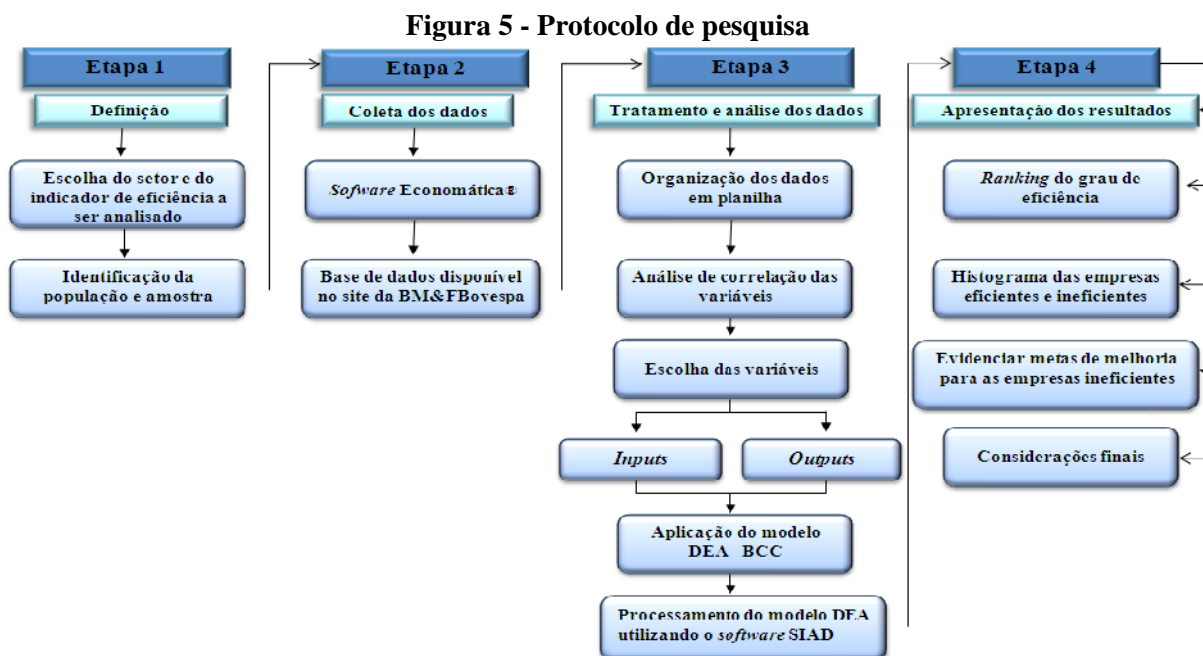 Figura 5 - Protocolo de pesquisa
Etapa 1
Definição
Escolha do setor e do
indicador de eficiência a
ser analisado
Identificação da
população e amostra
Etapa 2
Coleta dos dados
Sofware Economática®
Base de dados disponível
no site da BM&FBovespa
Etapa 3
Tratamento e análise dos dados
Organização dos dados
em planilha
Análise de correlação das
variáveis
Escolha das variáveis
Inputs
Outputs
Aplicação do modelo
DEA BCC
Processamento do modelo DEA
utilizando o software SIAD
Etapa 4
Apresentação dos resultados
Ranking do grau de
eficiência
Histograma das empresas
eficientes e ineficientes
Evidenciar metas de melhoria
para as empresas ineficientes
Considerações finais